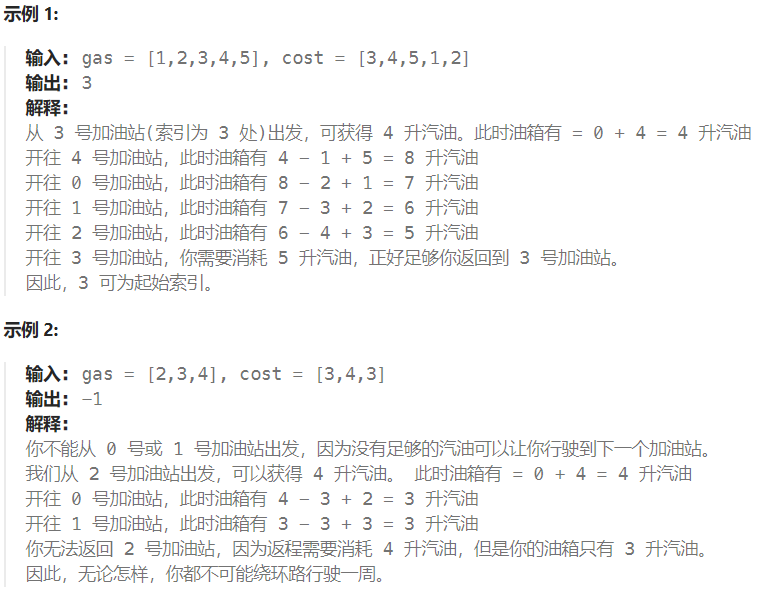 示例 1:
输入: gas = [1,2,3,4,5], cost = [3,4,5,1,2]
输出: 3
解释:
从 3 号加油站(索引为 3 处)出发，可获得 4 升汽油。此时油箱有 = 0 + 4 = 4 升汽油
开往 4 号加油站，此时油箱有 4 - 1 + 5 = 8 升汽油
开往 0 号加油站，此时油箱有 8 - 2 + 1 = 7 升汽油
开往 1 号加油站，此时油箱有 7 - 3 + 2 = 6 升汽油
开往 2 号加油站，此时油箱有 6 - 4 + 3 = 5 升汽油
开往 3 号加油站，你需要消耗 5 升汽油，正好足够你返回到 3 号加油站。
因此，3 可为起始索引。
示例 2:
输入: gas = [2,3,4], cost = [3,4,3]
输出: -1
解释:
你不能从 0 号或 1 号加油站出发，因为没有足够的汽油可以让你行驶到下一个加油站。
我们从 2 号加油站出发，可以获得 4 升汽油。 此时油箱有 = 0 + 4 = 4 升汽油
开往 0 号加油站，此时油箱有 4 - 3 + 2 = 3 升汽油
开往 1 号加油站，此时油箱有 3 - 3 + 3 = 3 升汽油
你无法返回 2 号加油站，因为返程需要消耗 4 升汽油，但是你的油箱只有 3 升汽油。
因此，无论怎样，你都不可能绕环路行驶一周。